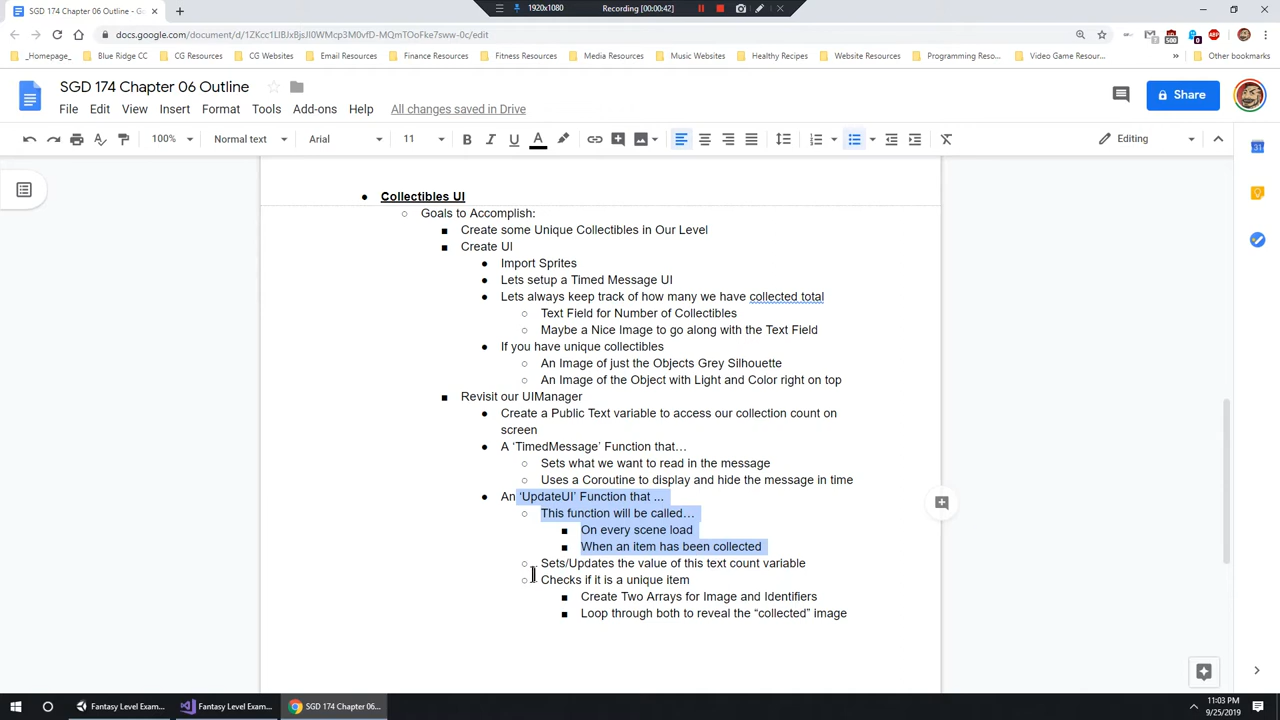 SGD 174 Chapter 06 Outline - Go
1920x1080
[00:00:42]
docs.google.com/document/d/1ZKcc1LIBJxBjsJI0WMcp3M0vfD-MQmTOoFke7sww-0c/edit
_Homepage_ Blue Ridge CC CG Resources CG Websites Email Resources Finance Resources Fitness Resources Media Resources Music Websites Healthy Recipes Website Resources Programming Reso... Video Game Resour... » Other bookmarks
SGD 174 Chapter 06 Outline
File Edit View Insert Format Tools Add-ons Help All changes saved in Drive
Share
100% Normal text Arial 11 B I U A Editing
Collectibles UI
Goals to Accomplish:
Create some Unique Collectibles in Our Level
Create UI
Import Sprites
Lets setup a Timed Message UI
Lets always keep track of how many we have collected total
Text Field for Number of Collectibles
Maybe a Nice Image to go along with the Text Field
If you have unique collectibles
An Image of just the Objects Grey Silhouette
An Image of the Object with Light and Color right on top
Revisit our UIManager
Create a Public Text variable to access our collection count on
screen
A ‘TimedMessage’ Function that…
Sets what we want to read in the message
Uses a Coroutine to display and hide the message in time
An ‘UpdateUI’ Function that ...
This function will be called…
On every scene load
When an item has been collected
Sets/Updates the value of this text count variable
Checks if it is a unique item
Create Two Arrays for Image and Identifiers
Loop through both to reveal the “collected” image
Fantasy Level Exam... Fantasy Level Exam... SGD 174 Chapter 06...
11:03 PM
9/25/2019